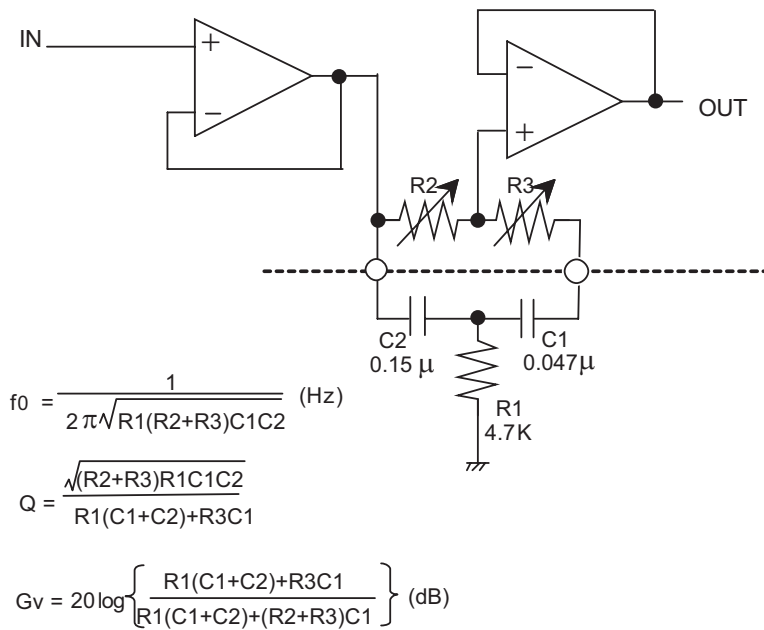 IN
+
−
−
+
OUT
R2
R3
C2
0.15 μ
C1
0.047μ
R1
4.7K
f0 = 1 / 2 π√R1(R2+R3)C1C2 (Hz)
Q = √(R2+R3)R1C1C2 / R1(C1+C2)+R3C1
Gv = 20log{ R1(C1+C2)+R3C1 / R1(C1+C2)+(R2+R3)C1 } (dB)